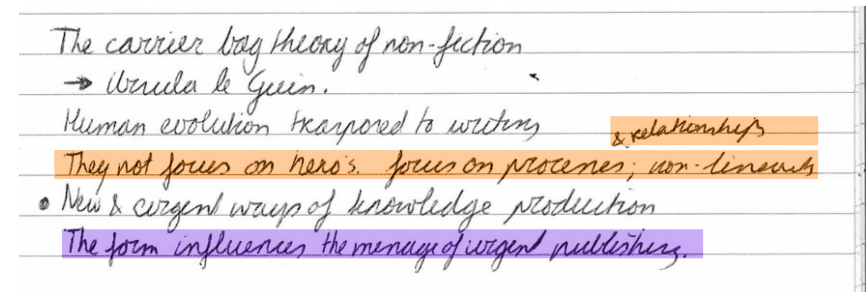 The carrier bag theory of non-fiction
→ Ursula le Guin.
Human evolution traspored to writing
& relationships
They not focus on hero's. focus on processes; non-linearity
• New & urgent ways of knowledge production
The form influences the message of urgent publishing.